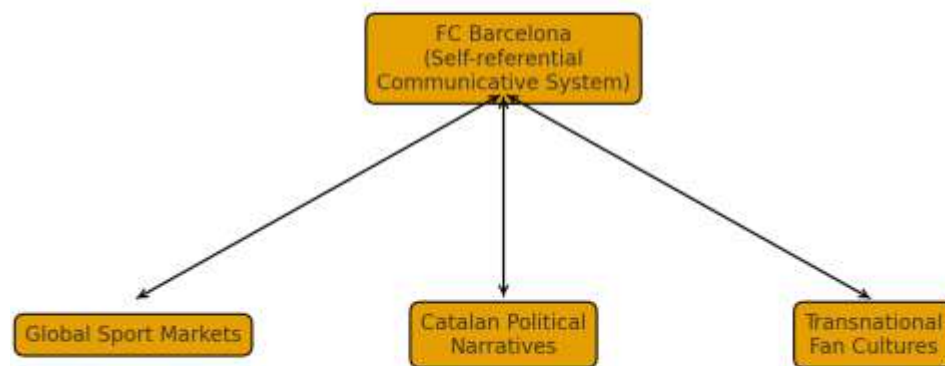 FC Barcelona
(Self-referential
Communicative System)
Global Sport Markets
Catalan Political
Narratives
Transnational
Fan Cultures